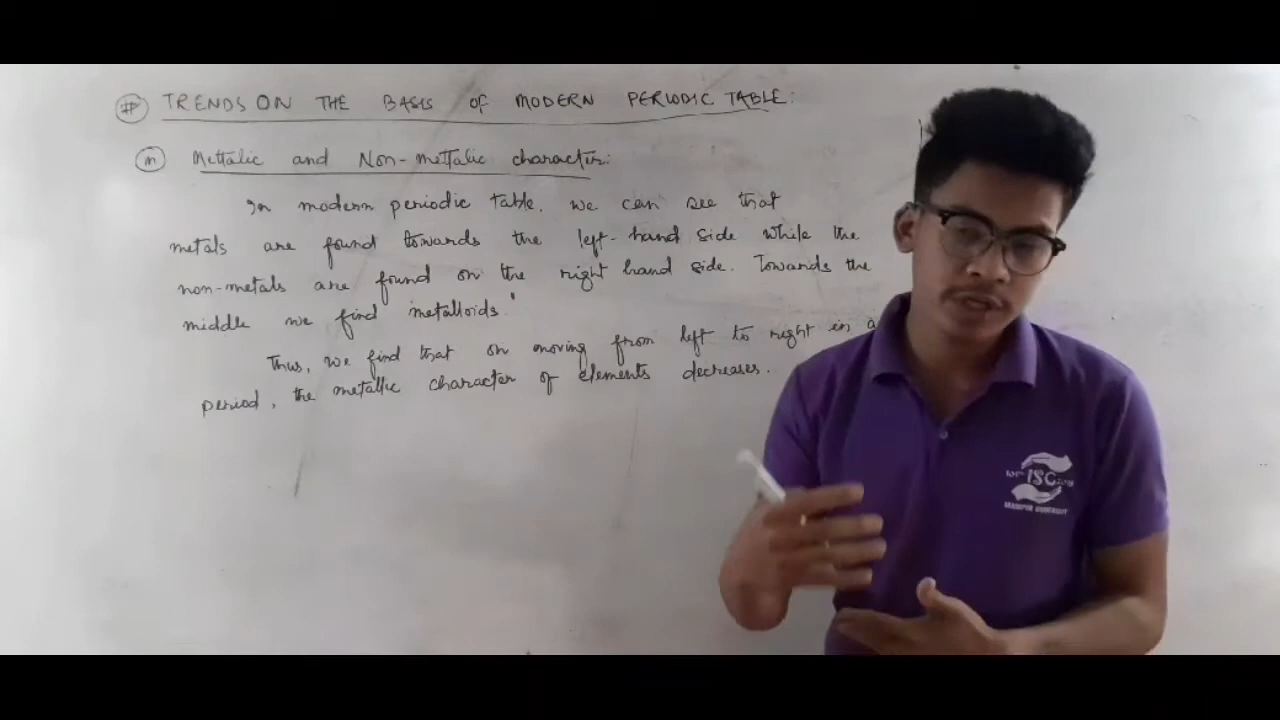 # TRENDS ON THE BASIS OF MODERN PERIODIC TABLE:
m Mettalic and Non-mettalic character:
In modern periodic table, we can see that
metals are found towards the left-hand side while the
non-metals are found on the right hand side. Towards the
middle we find "metalloids."
Thus, we find that on moving from left to right in a
period, the metallic character of elements decreases.
ISC
MANIPUR UNIVERSITY